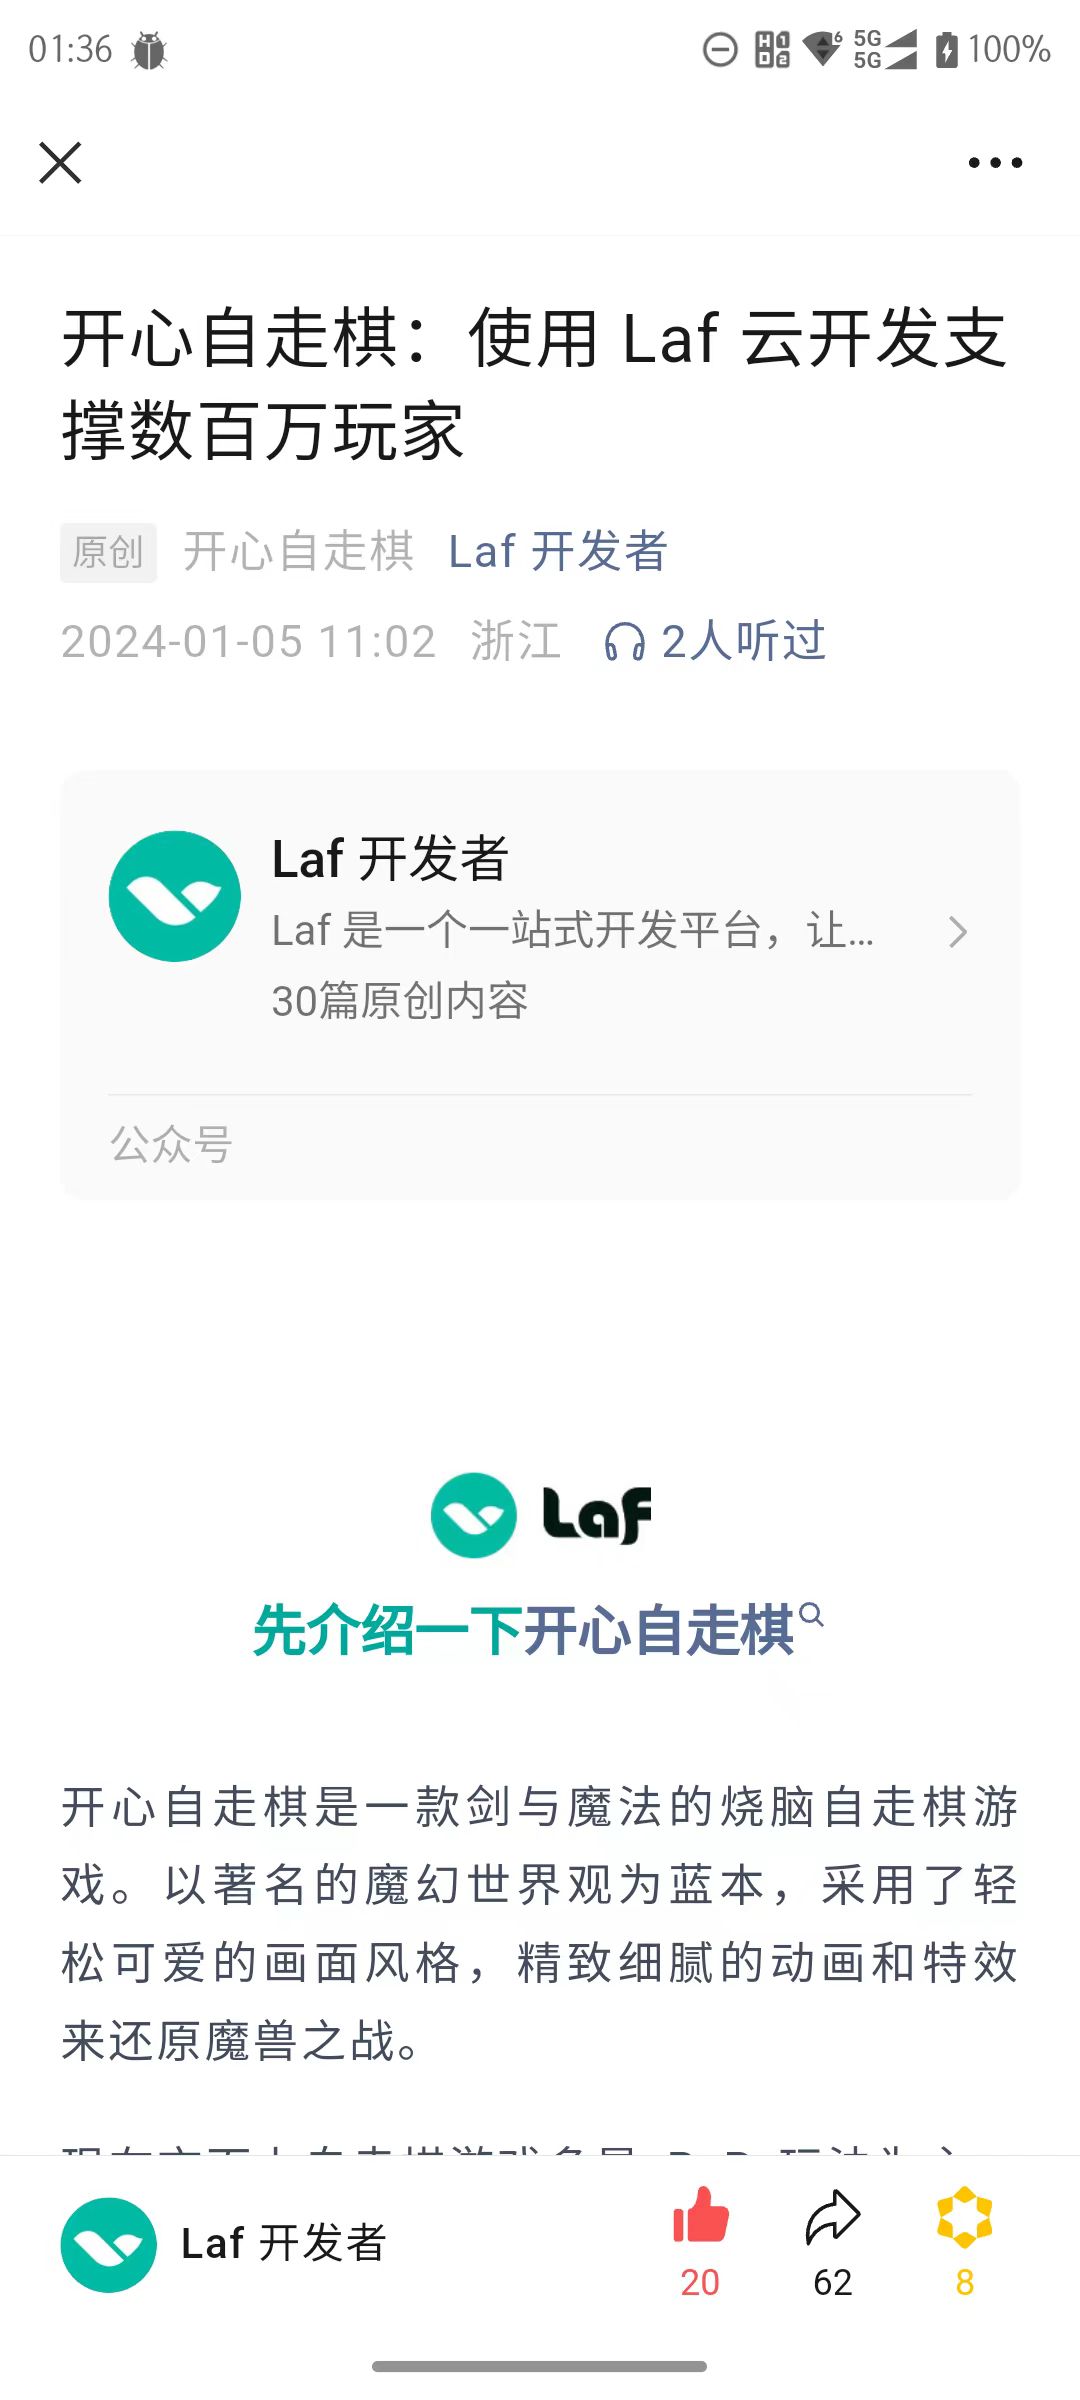 01:36
HD 1 2 6 5G 5G 100%
开心自走棋：使用 Laf 云开发支
撑数百万玩家
原创 开心自走棋 Laf 开发者
2024-01-05 11:02 浙江 2人听过
Laf 开发者
Laf 是一个一站式开发平台，让...
30篇原创内容
公众号
Laf
先介绍一下开心自走棋
开心自走棋是一款剑与魔法的烧脑自走棋游
戏。以著名的魔幻世界观为蓝本，采用了轻
松可爱的画面风格，精致细腻的动画和特效
来还原魔兽之战。
Laf 开发者
20 62 8